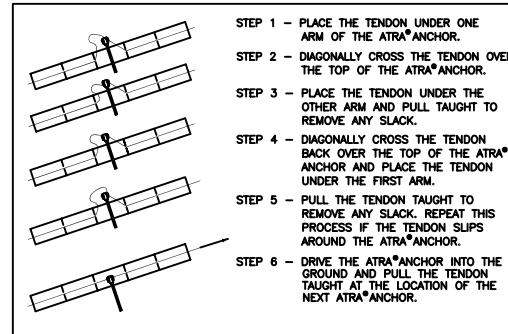 STEP 1 – PLACE THE TENDON UNDER ONE
ARM OF THE ATRA® ANCHOR.
STEP 2 – DIAGONALLY CROSS THE TENDON OVE
THE TOP OF THE ATRA® ANCHOR.
STEP 3 – PLACE THE TENDON UNDER THE
OTHER ARM AND PULL TAUGHT TO
REMOVE ANY SLACK.
STEP 4 – DIAGONALLY CROSS THE TENDON
BACK OVER THE TOP OF THE ATRA®
ANCHOR AND PLACE THE TENDON
UNDER THE FIRST ARM.
STEP 5 – PULL THE TENDON TAUGHT TO
REMOVE ANY SLACK. REPEAT THIS
PROCESS IF THE TENDON SLIPS
AROUND THE ATRA® ANCHOR.
STEP 6 – DRIVE THE ATRA® ANCHOR INTO THE
GROUND AND PULL THE TENDON
TAUGHT AT THE LOCATION OF THE
NEXT ATRA® ANCHOR.